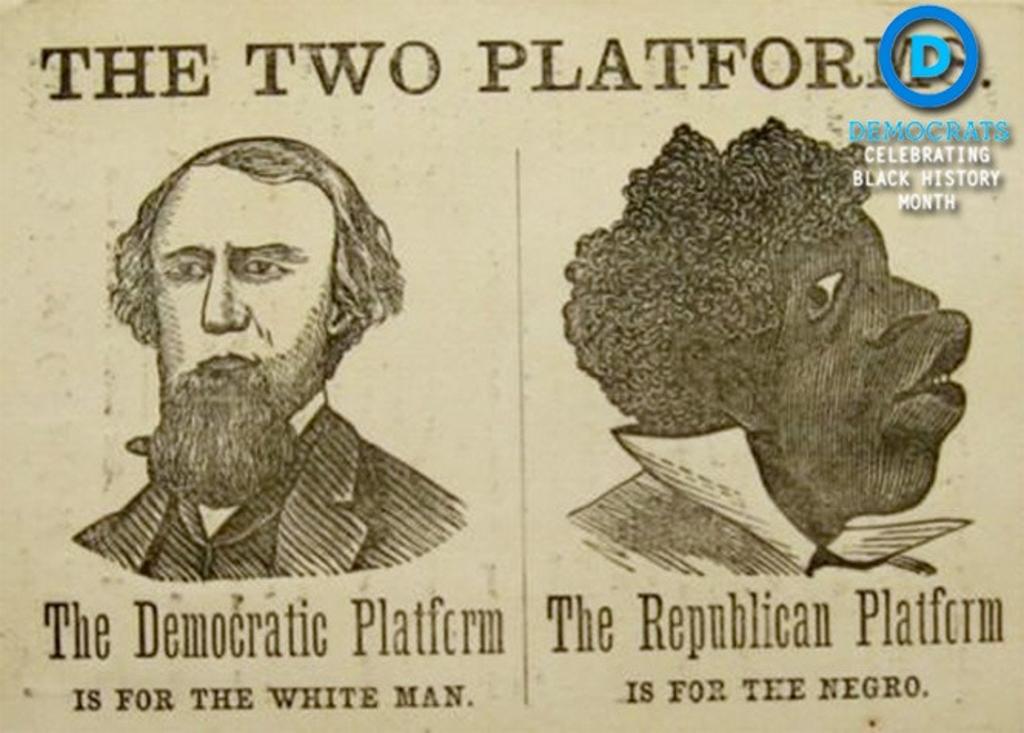 THE TWO PLATFORMS.
D
DEMOCRATS
CELEBRATING
BLACK HISTORY
MONTH
The Democratic Platform
IS FOR THE WHITE MAN.
The Republican Platform
IS FOR THE NEGRO.